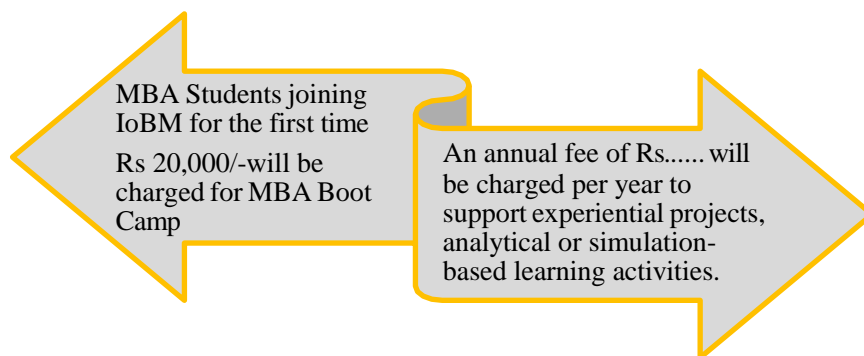 MBA Students joining
IoBM for the first time
Rs 20,000/-will be
charged for MBA Boot
Camp
An annual fee of Rs...... will
be charged per year to
support experiential projects,
analytical or simulation-
based learning activities.